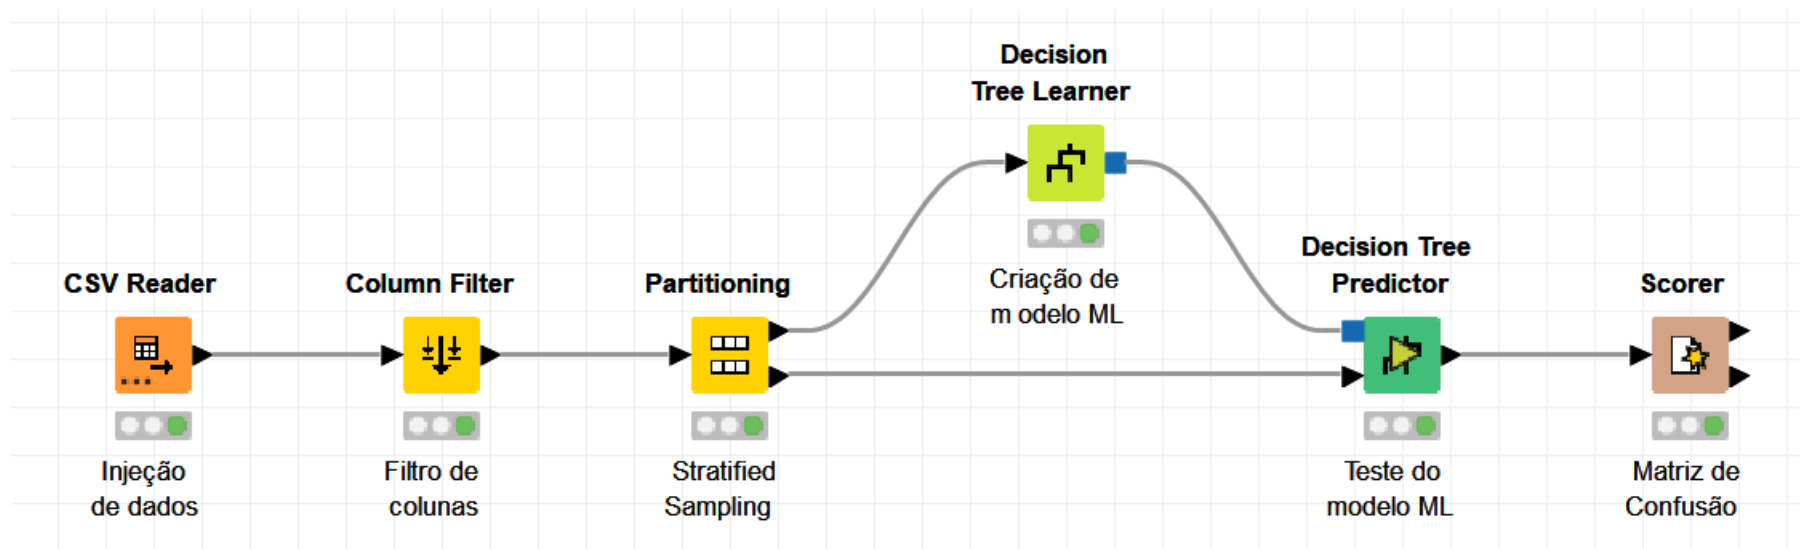 Decision
Tree Learner
Criação de
m odelo ML
CSV Reader
Injeção
de dados
Column Filter
Filtro de
colunas
Partitioning
Stratified
Sampling
Decision Tree
Predictor
Teste do
modelo ML
Scorer
Matriz de
Confusão